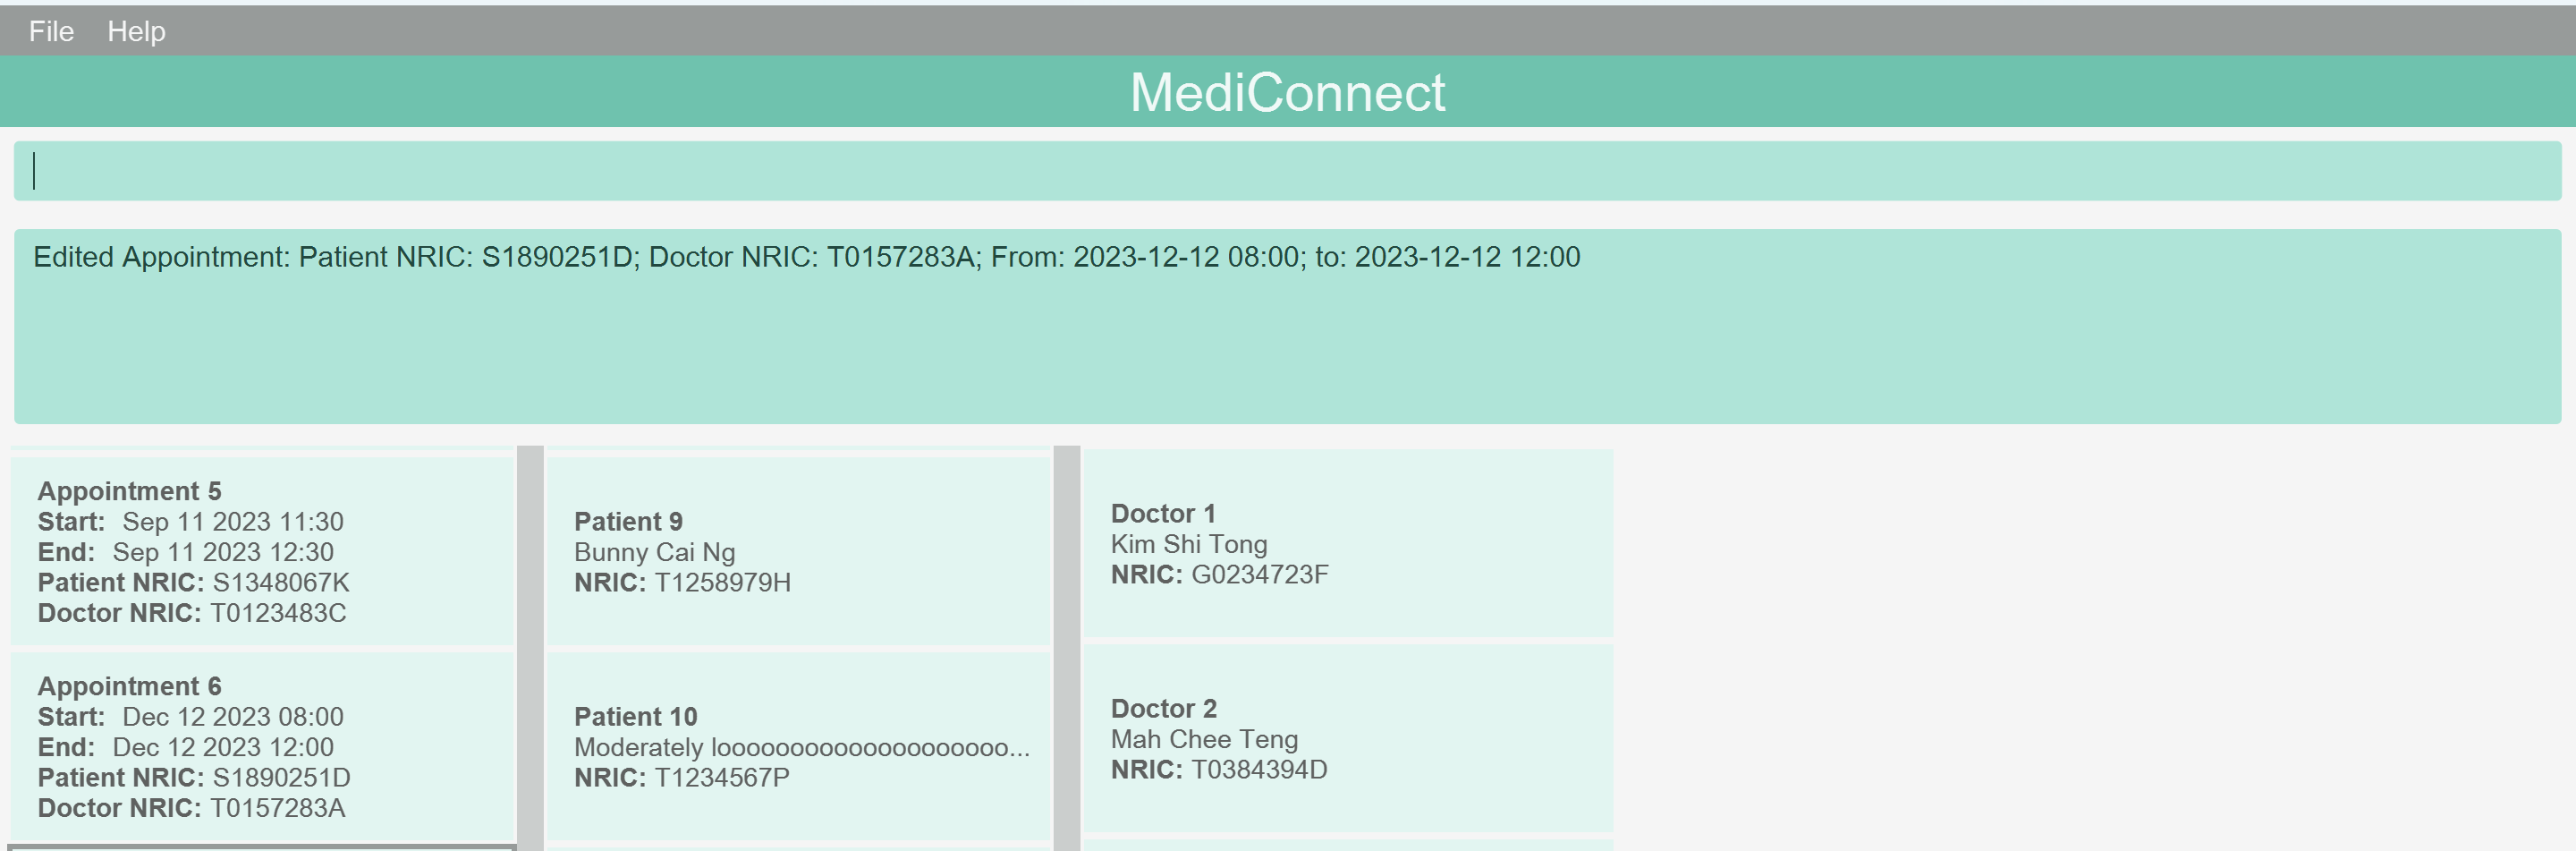 File Help
MediConnect
Edited Appointment: Patient NRIC: S1890251D; Doctor NRIC: T0157283A; From: 2023-12-12 08:00; to: 2023-12-12 12:00
Appointment 5
Start: Sep 11 2023 11:30
End: Sep 11 2023 12:30
Patient NRIC: S1348067K
Doctor NRIC: T0123483C
Appointment 6
Start: Dec 12 2023 08:00
End: Dec 12 2023 12:00
Patient NRIC: S1890251D
Doctor NRIC: T0157283A
Patient 9
Bunny Cai Ng
NRIC: T1258979H
Patient 10
Moderately loooooooooooooooooooo...
NRIC: T1234567P
Doctor 1
Kim Shi Tong
NRIC: G0234723F
Doctor 2
Mah Chee Teng
NRIC: T0384394D